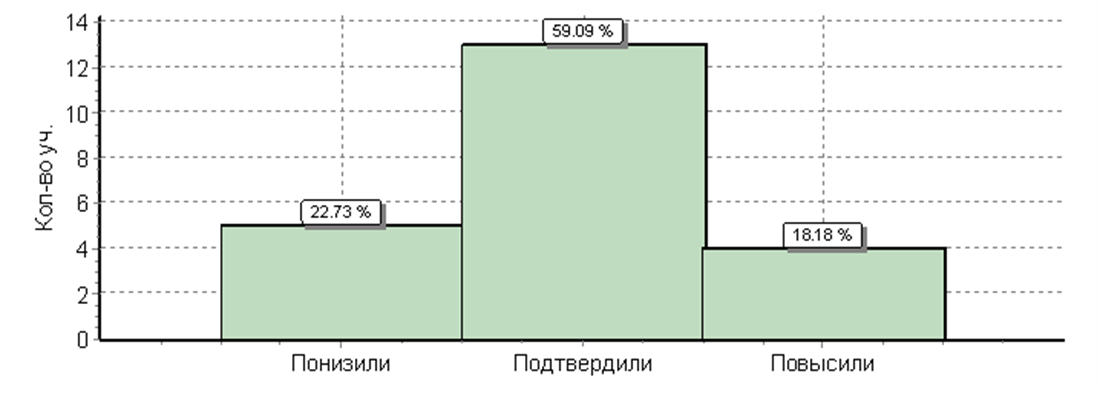 Кол-во уч.
14
12
10
8
6
4
2
0
59.09 %
22.73 %
18.18 %
Понизили
Подтвердили
Повысили